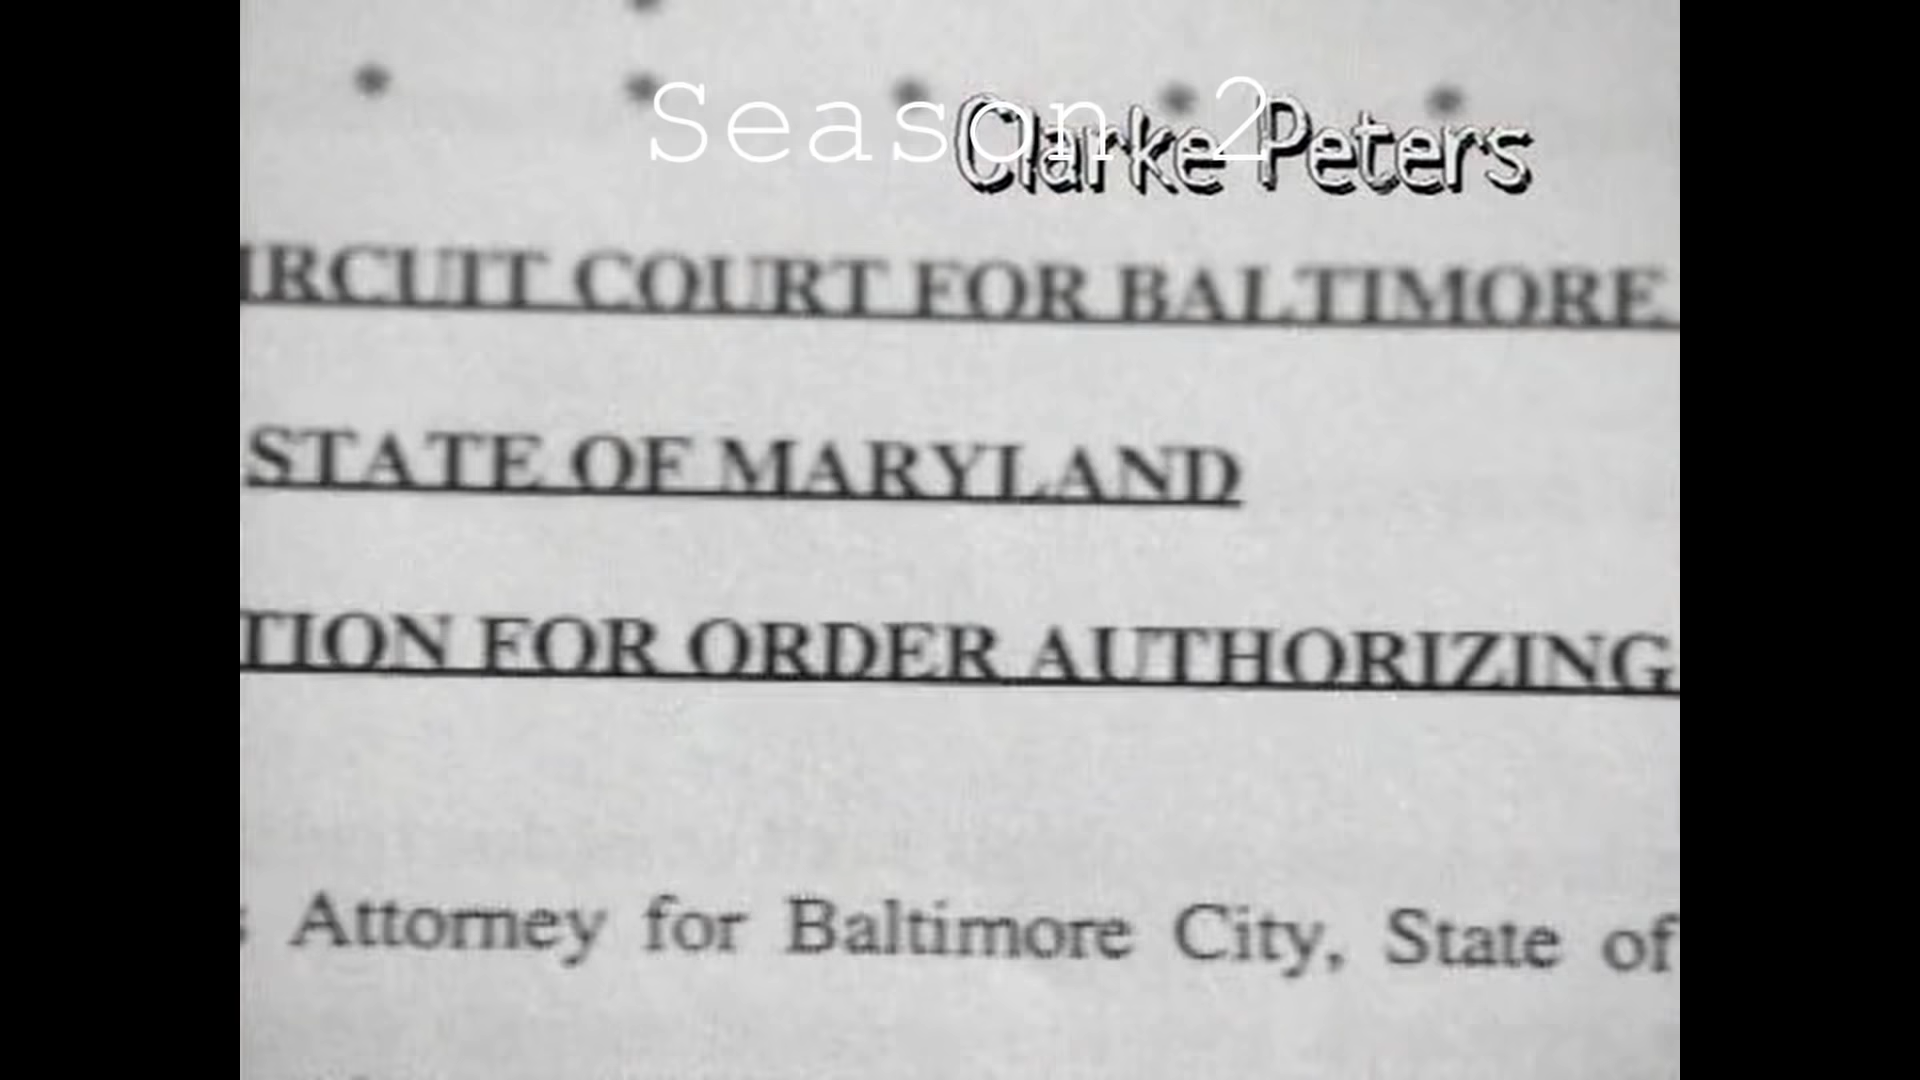 Season 2
Clarke Peters
IRCUIT COURT FOR BALTIMORE
STATE OF MARYLAND
TION FOR ORDER AUTHORIZING
s Attorney for Baltimore City, State of